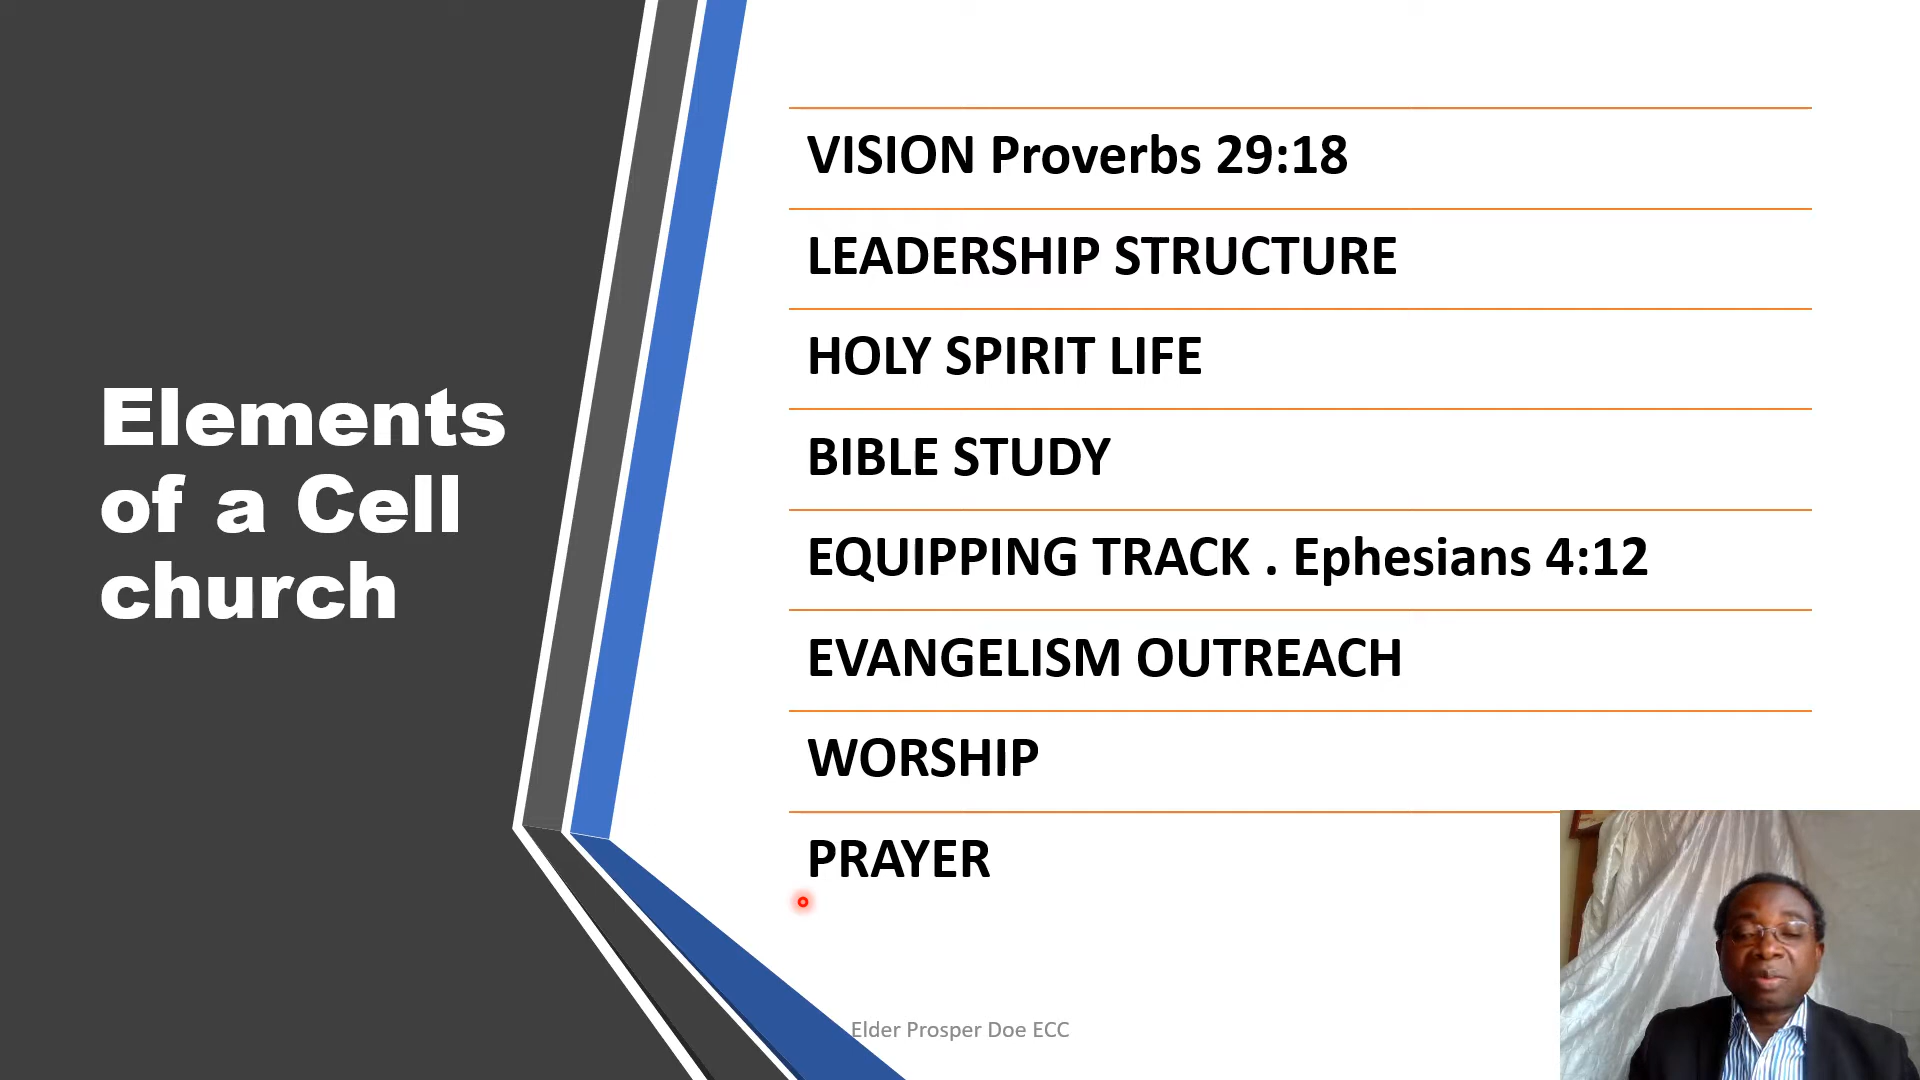 Elements
of a Cell
church
VISION Proverbs 29:18
LEADERSHIP STRUCTURE
HOLY SPIRIT LIFE
BIBLE STUDY
EQUIPPING TRACK . Ephesians 4:12
EVANGELISM OUTREACH
WORSHIP
PRAYER
Elder Prosper Doe ECC